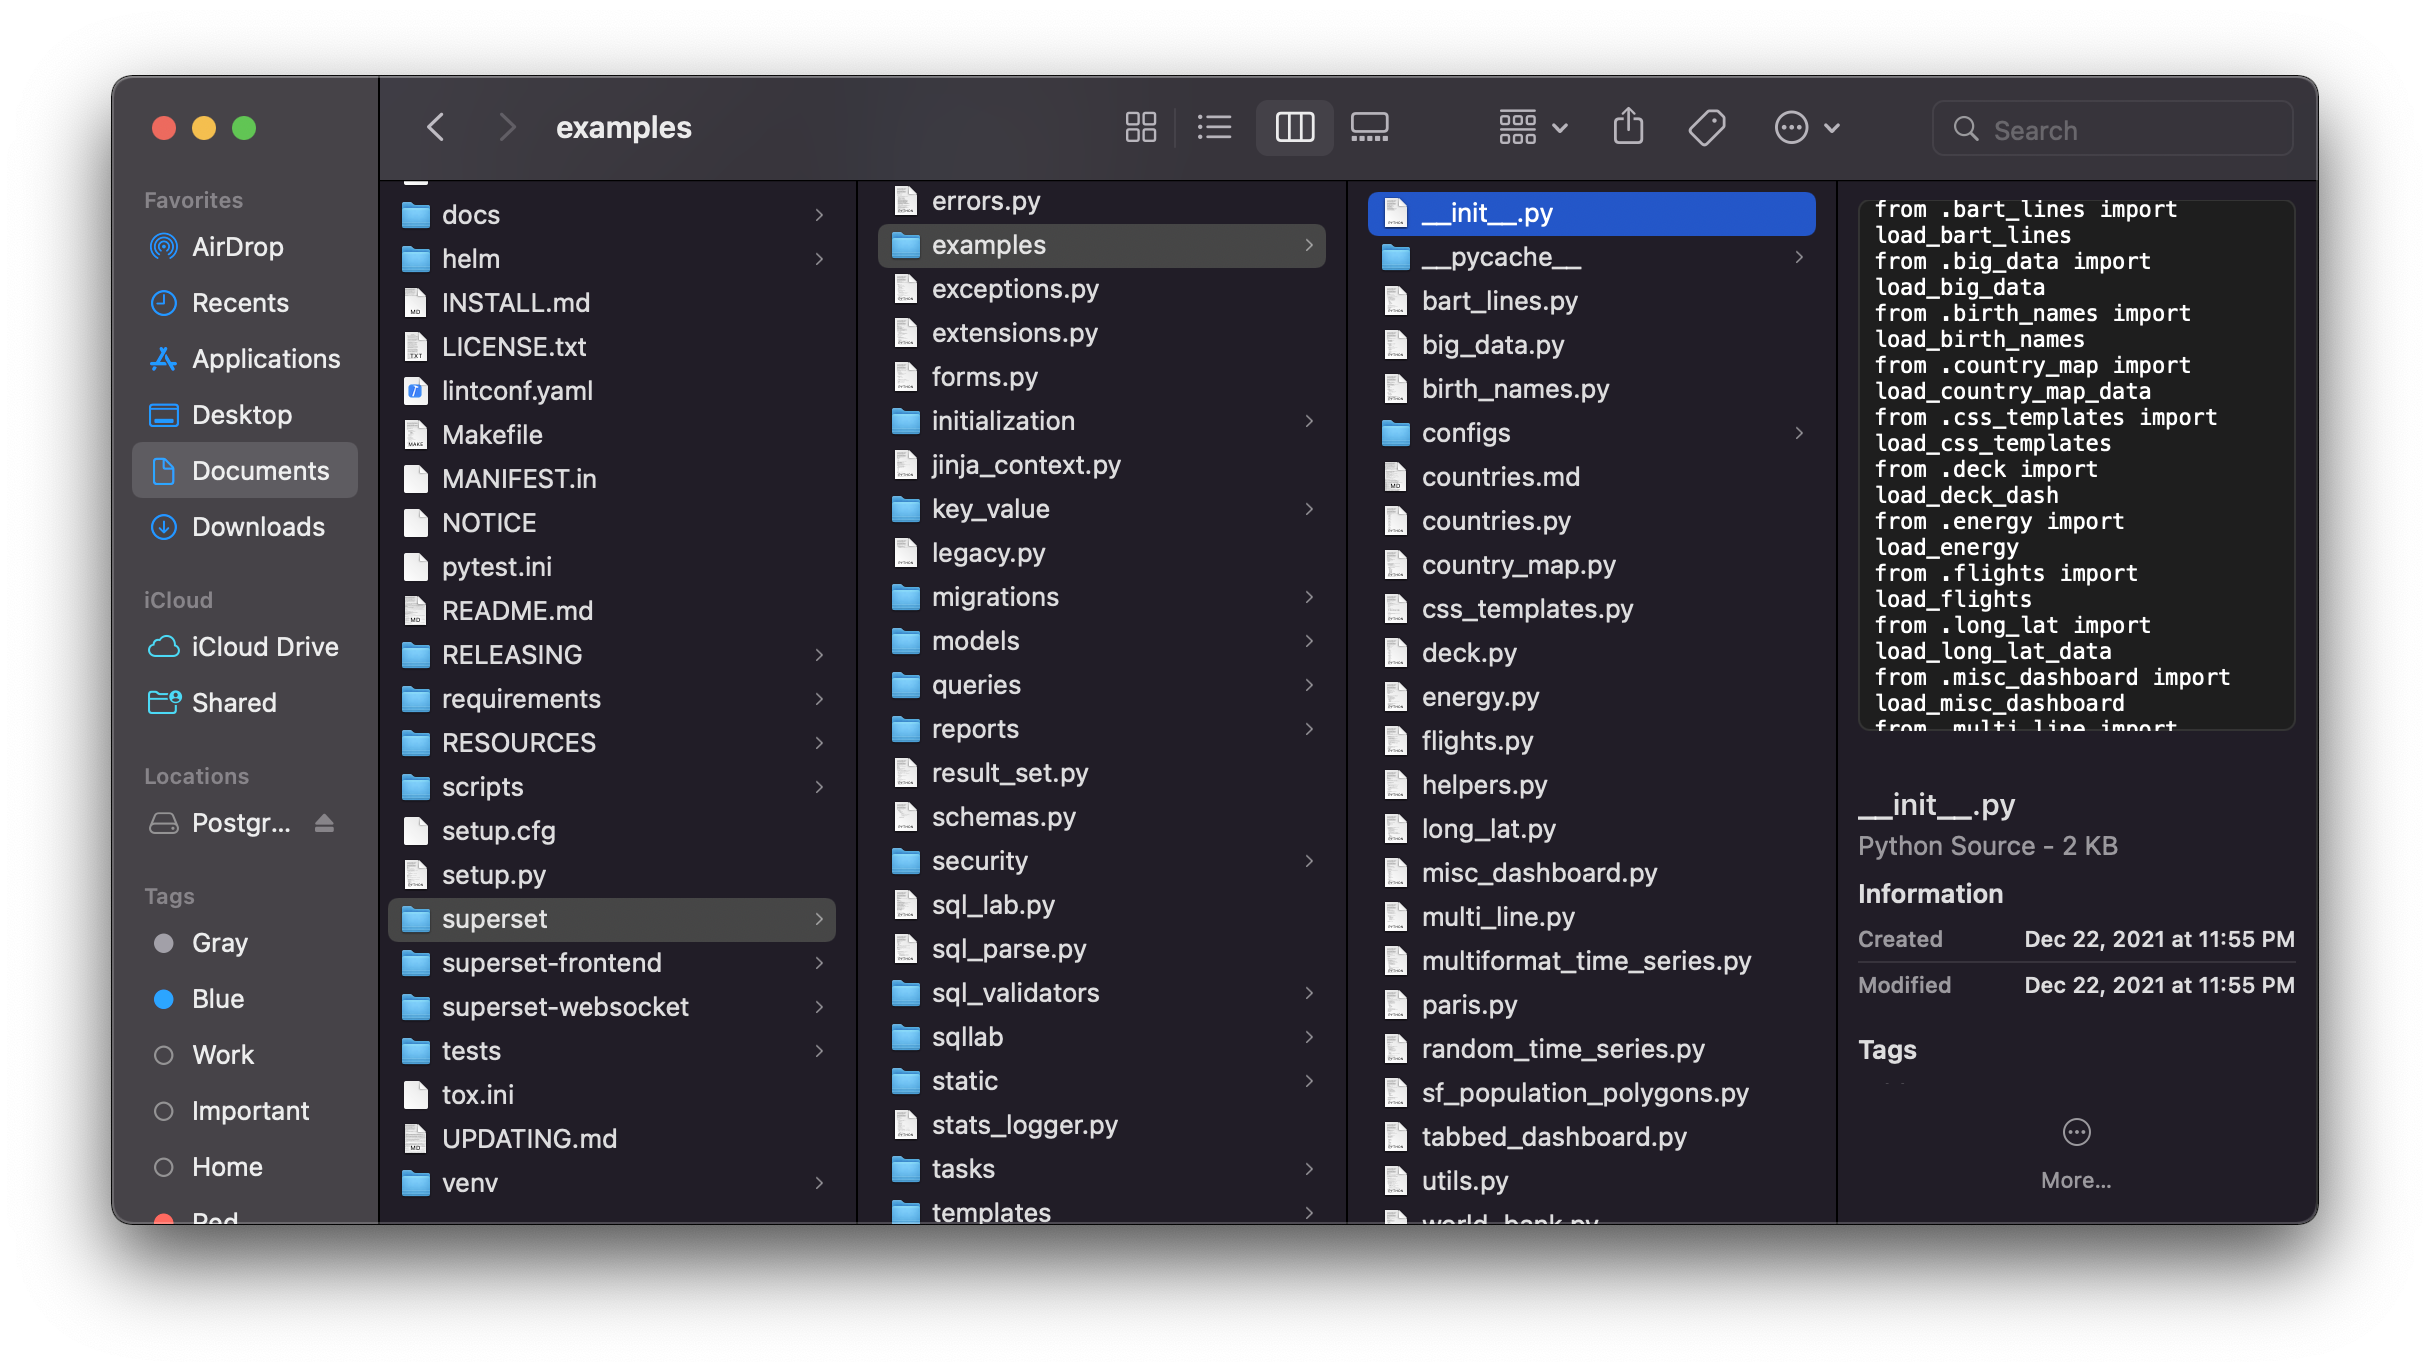 examples
Search
Favorites
AirDrop
Recents
Applications
Desktop
Documents
Downloads
iCloud
iCloud Drive
Shared
Locations
Postgr...
Tags
Gray
Blue
Work
Important
Home
Red
docs
helm
INSTALL.md
LICENSE.txt
lintconf.yaml
Makefile
MANIFEST.in
NOTICE
pytest.ini
README.md
RELEASING
requirements
RESOURCES
scripts
setup.cfg
setup.py
superset
superset-frontend
superset-websocket
tests
tox.ini
UPDATING.md
venv
errors.py
examples
exceptions.py
extensions.py
forms.py
initialization
jinja_context.py
key_value
legacy.py
migrations
models
queries
reports
result_set.py
schemas.py
security
sql_lab.py
sql_parse.py
sql_validators
sqllab
static
stats_logger.py
tasks
templates
__init__.py
__pycache__
bart_lines.py
big_data.py
birth_names.py
configs
countries.md
countries.py
country_map.py
css_templates.py
deck.py
energy.py
flights.py
helpers.py
long_lat.py
misc_dashboard.py
multi_line.py
multiformat_time_series.py
paris.py
random_time_series.py
sf_population_polygons.py
tabbed_dashboard.py
utils.py
world_bank.py
from .bart_lines import
load_bart_lines
from .big_data import
load_big_data
from .birth_names import
load_birth_names
from .country_map import
load_country_map_data
from .css_templates import
load_css_templates
from .deck import
load_deck_dash
from .energy import
load_energy
from .flights import
load_flights
from .long_lat import
load_long_lat_data
from .misc_dashboard import
load_misc_dashboard
from .multi_line import
__init__.py
Python Source - 2 KB
Information
Created Dec 22, 2021 at 11:55 PM
Modified Dec 22, 2021 at 11:55 PM
Tags
More...